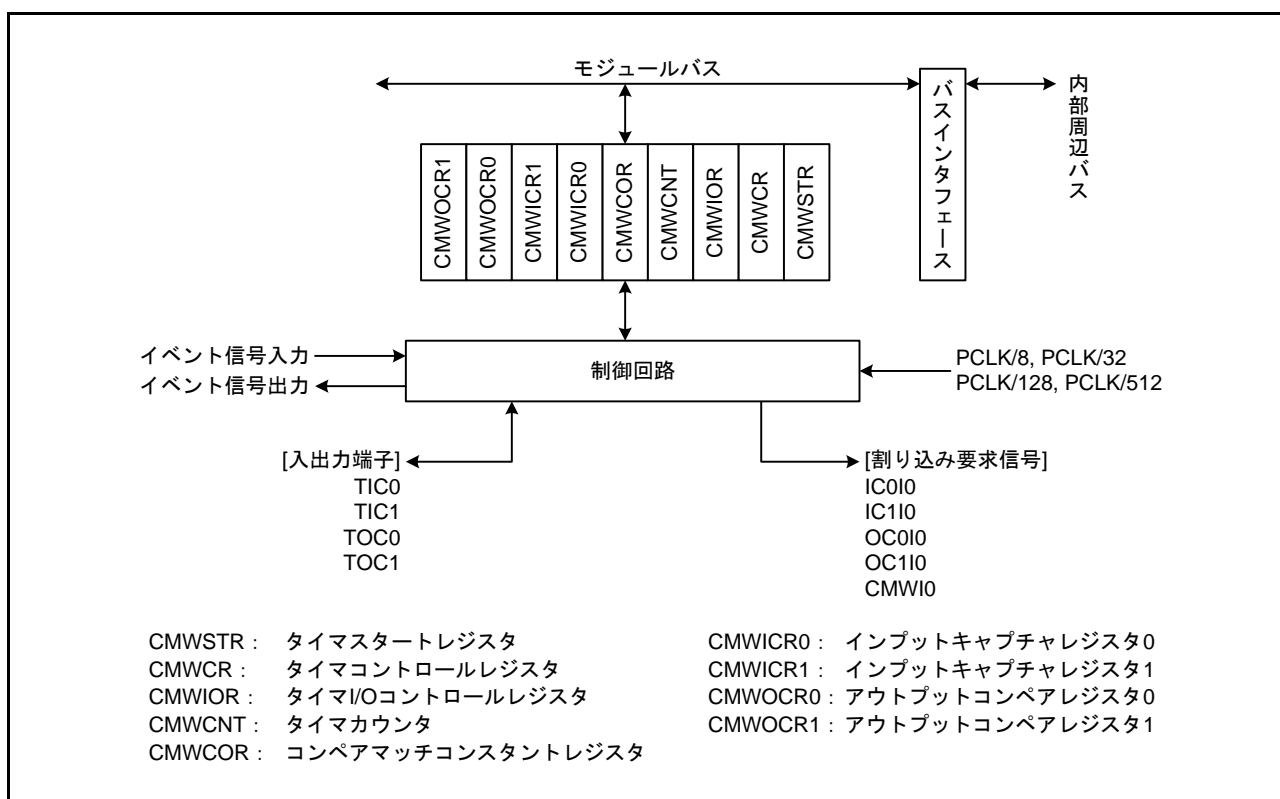 モジュールバス
バスインタフェース
内部周辺バス
CMWOCR1
CMWOCR0
CMWICR1
CMWICR0
CMWCOR
CMWCNT
CMWIOR
CMWCR
CMWSTR
イベント信号入力
イベント信号出力
制御回路
PCLK/8, PCLK/32
PCLK/128, PCLK/512
[入出力端子]
TIC0
TIC1
TOC0
TOC1
[割り込み要求信号]
IC0I0
IC1I0
OC0I0
OC1I0
CMWI0
CMWSTR : タイマスタートレジスタ
CMWCR : タイマコントロールレジスタ
CMWIOR : タイマI/Oコントロールレジスタ
CMWCNT : タイマカウンタ
CMWCOR : コンペアマッチコンスタントレジスタ
CMWICR0 : インプットキャプチャレジスタ0
CMWICR1 : インプットキャプチャレジスタ1
CMWOCR0 : アウトプットコンペアレジスタ0
CMWOCR1 : アウトプットコンペアレジスタ1